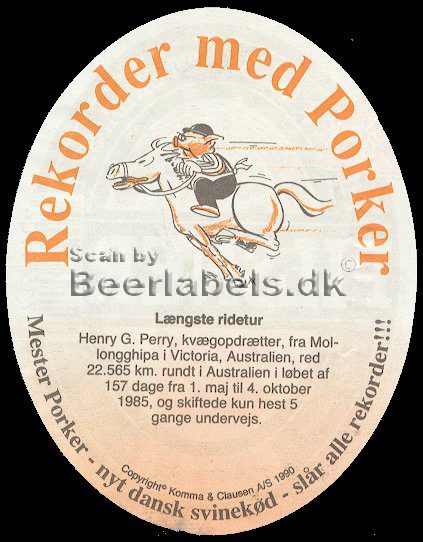 Rekorder med Porker
Scan by
Beerlabels.dk
©
Længste ridetur
Henry G. Perry, kvægopdrætter, fra Mol-
longghipa i Victoria, Australien, red
22.565 km. rundt i Australien i løbet af
157 dage fra 1. maj til 4. oktober
1985, og skiftede kun hest 5
gange undervejs.
Copyright® Komma & Clausen A/S 1990
Mester Porker - nyt dansk svinekød - slår alle rekorder!!!